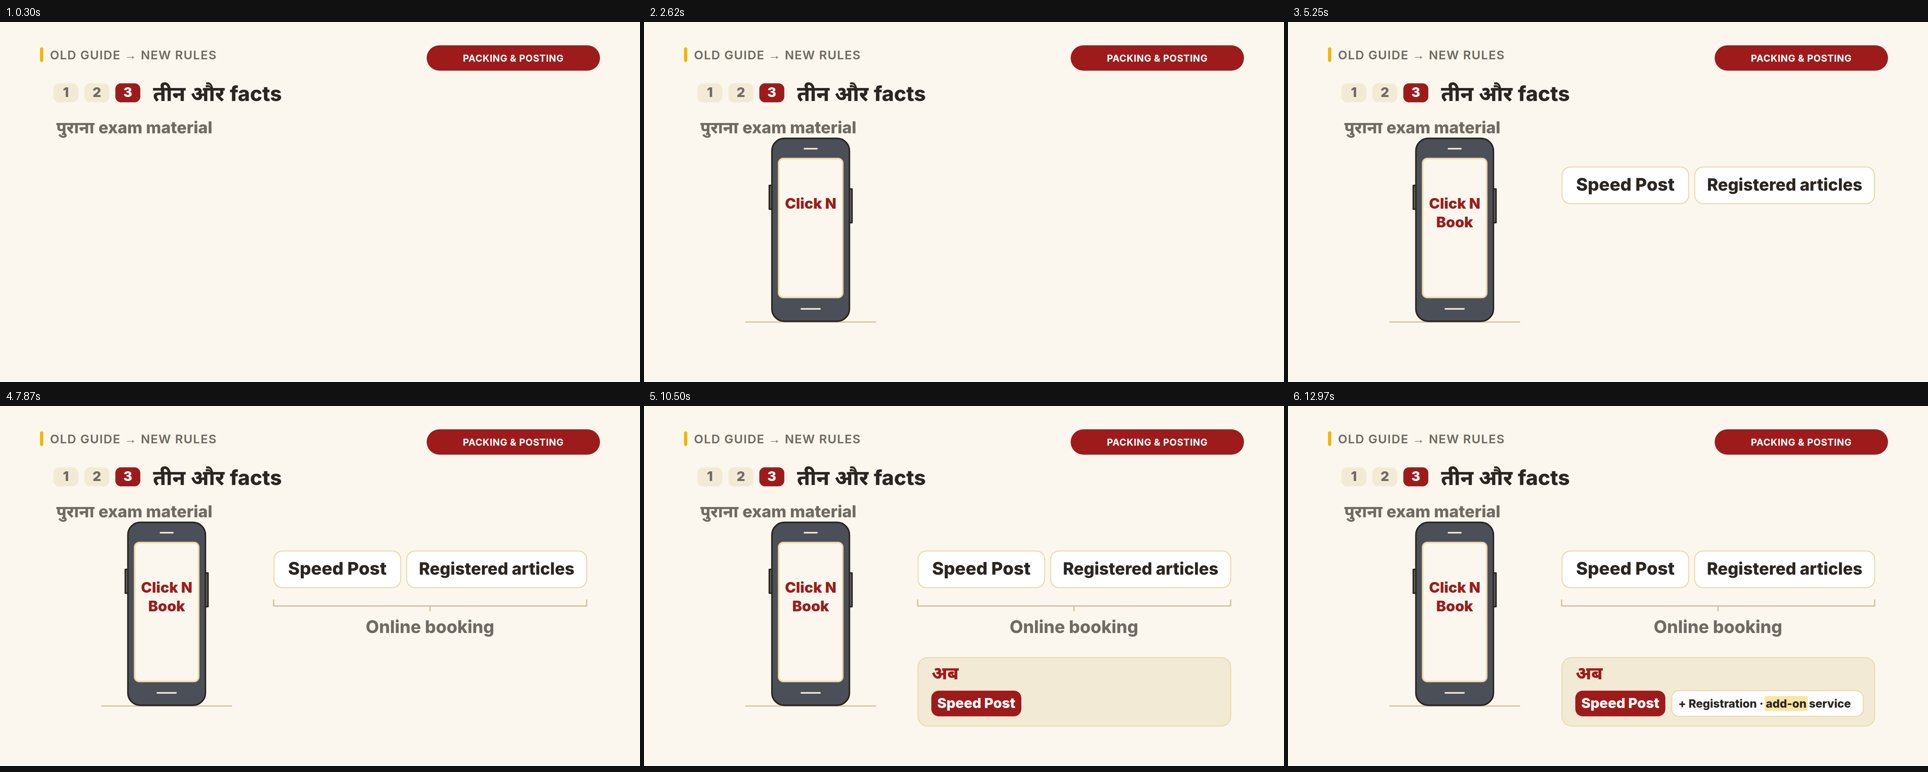 1. 0.30s
OLD GUIDE → NEW RULES
PACKING & POSTING
1 2 3 तीन और facts
पुराना exam material
2. 2.62s
OLD GUIDE → NEW RULES
PACKING & POSTING
1 2 3 तीन और facts
पुराना exam material
Click N
3. 5.25s
OLD GUIDE → NEW RULES
PACKING & POSTING
1 2 3 तीन और facts
पुराना exam material
Click N
Book
Speed Post Registered articles
4. 7.87s
OLD GUIDE → NEW RULES
PACKING & POSTING
1 2 3 तीन और facts
पुराना exam material
Click N
Book
Speed Post Registered articles
Online booking
5. 10.50s
OLD GUIDE → NEW RULES
PACKING & POSTING
1 2 3 तीन और facts
पुराना exam material
Click N
Book
Speed Post Registered articles
Online booking
अब
Speed Post
6. 12.97s
OLD GUIDE → NEW RULES
PACKING & POSTING
1 2 3 तीन और facts
पुराना exam material
Click N
Book
Speed Post Registered articles
Online booking
अब
Speed Post + Registration · add-on service